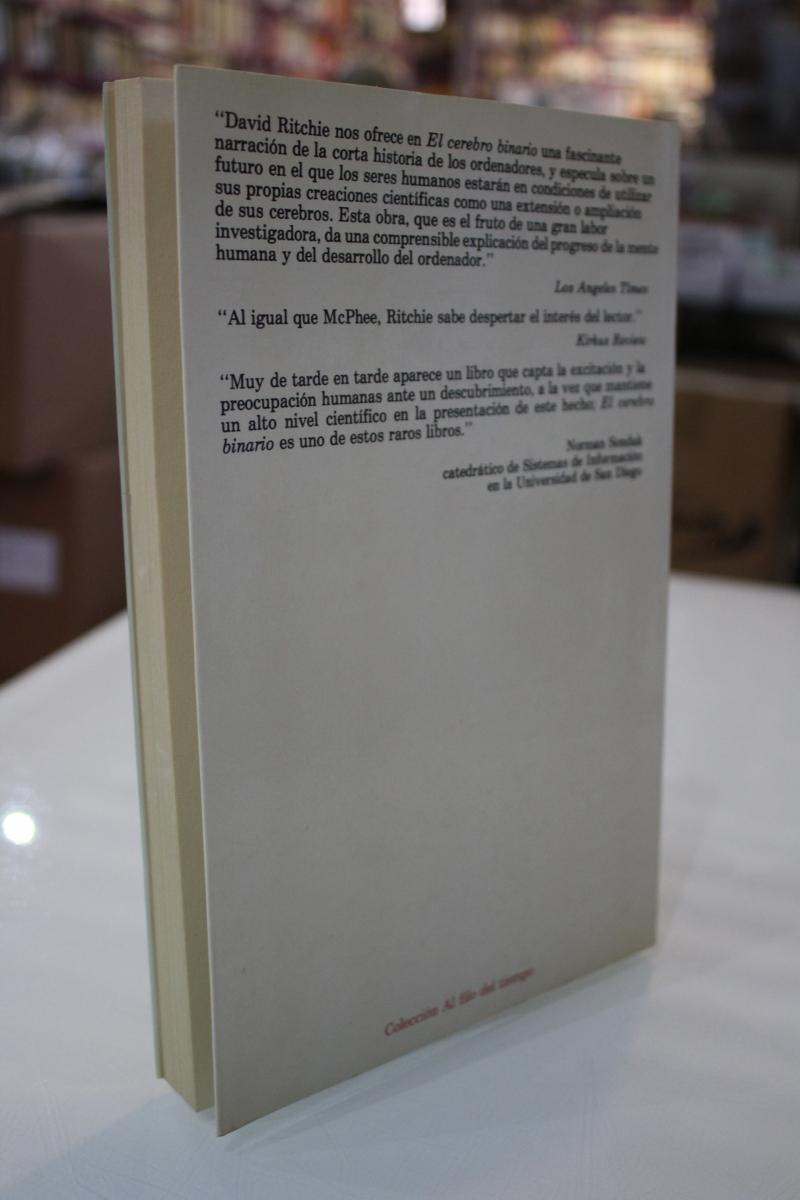 “David Ritchie nos ofrece en El cerebro binario una fascinante
narración de la corta historia de los ordenadores, y especula sobre un
futuro en el que los seres humanos estarán en condiciones de utilizar
sus propias creaciones científicas como una extensión o ampliación
de sus cerebros. Esta obra, que es el fruto de una gran labor
investigadora, da una comprensible explicación del progreso de la mente
humana y del desarrollo del ordenador.”
Los Angeles Times
“Al igual que McPhee, Ritchie sabe despertar el interés del lector.”
Kirkus Review
“Muy de tarde en tarde aparece un libro que capta la excitación y la
preocupación humanas ante un descubrimiento, a la vez que mantiene
un alto nivel científico en la presentación de este hecho; El cerebro
binario es uno de estos raros libros.”
Norman
catedrático de Sistemas de Información
en la Universidad de San Diego
Colección Al filo del tiempo